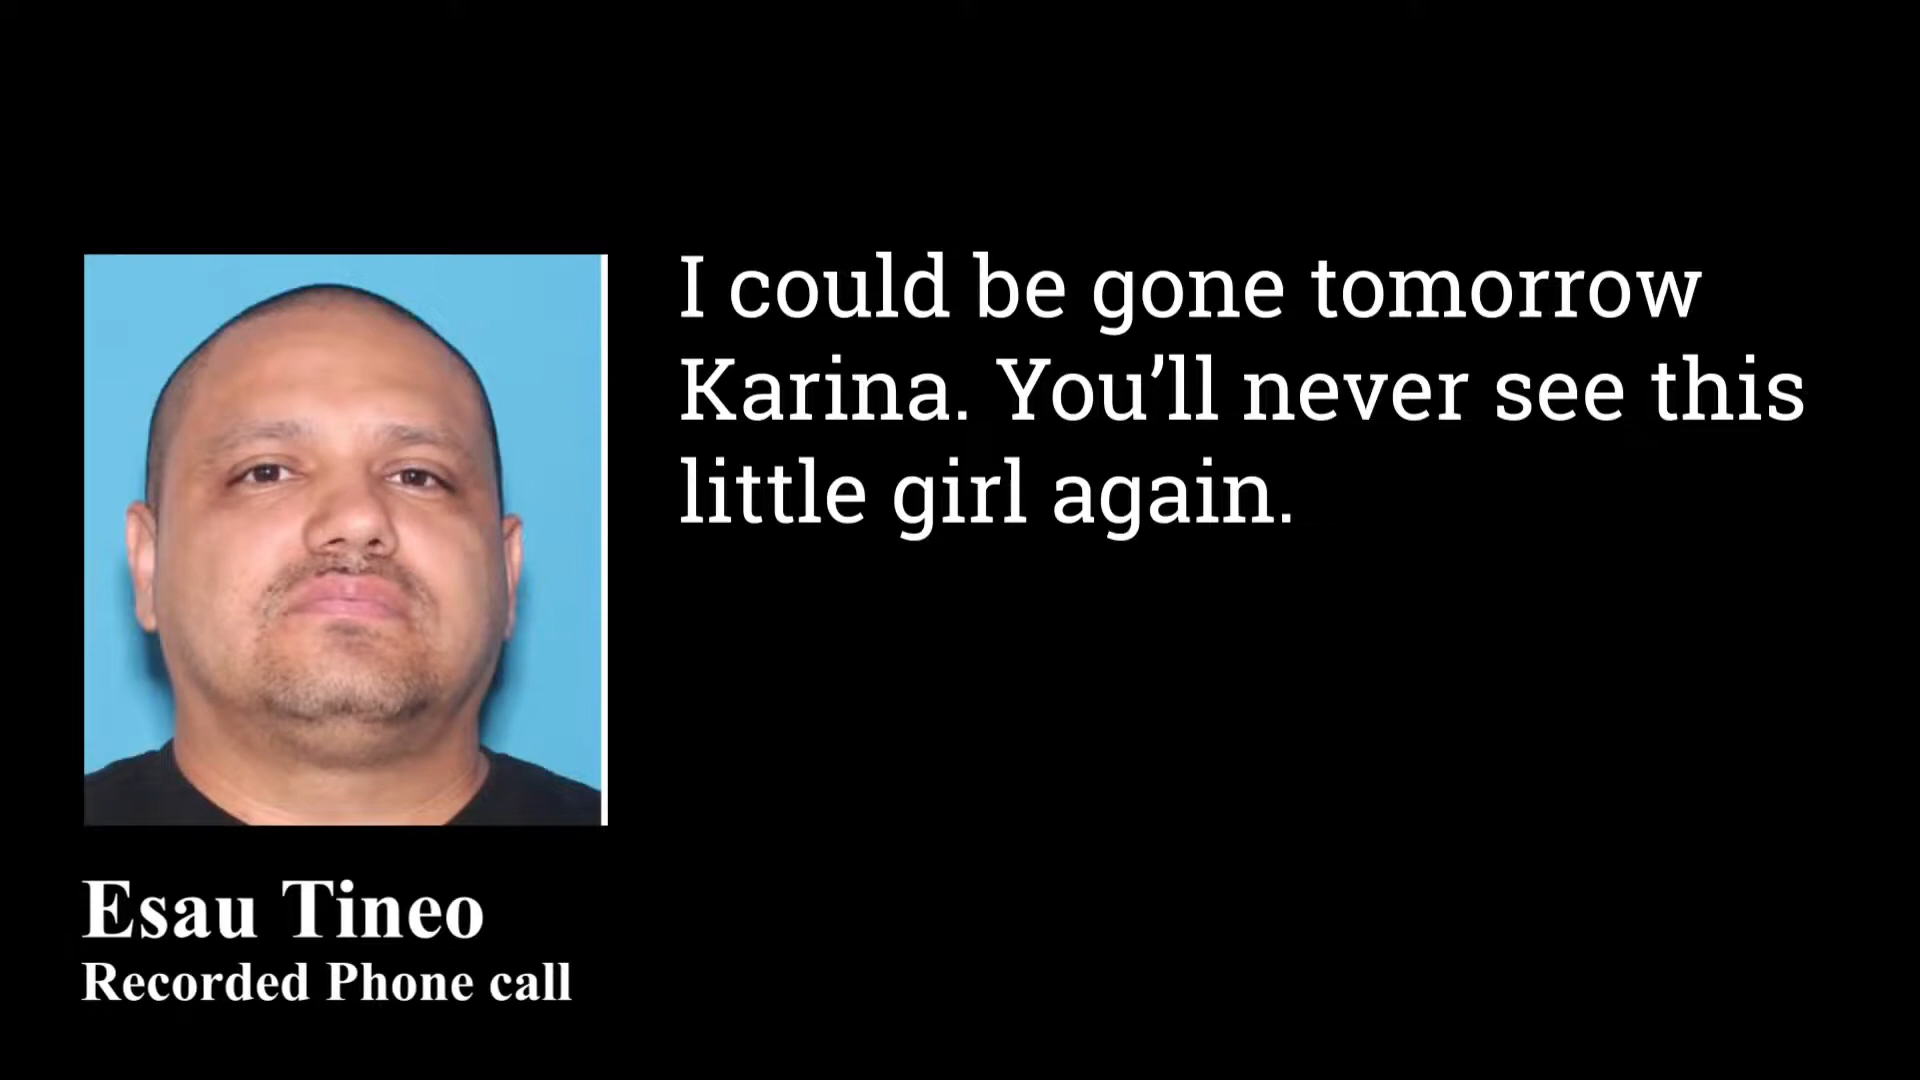 I could be gone tomorrow
Karina. You’ll never see this
little girl again.
Esau Tineo
Recorded Phone call